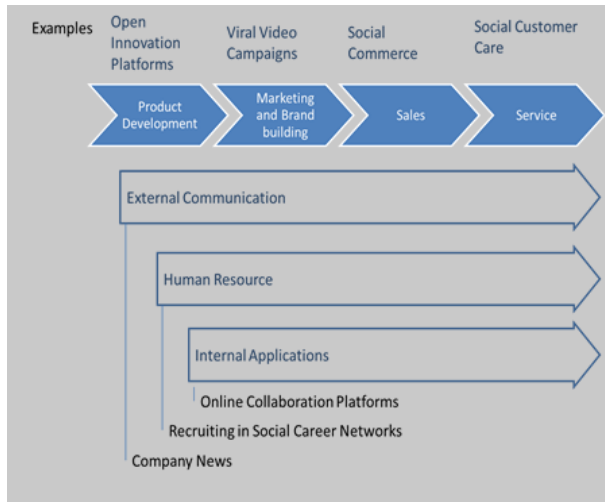 Examples
Open
Innovation
Platforms
Viral Video
Campaigns
Social
Commerce
Social Customer
Care
Product
Development
Marketing
and Brand
building
Sales
Service
External Communication
Human Resource
Internal Applications
Online Collaboration Platforms
Recruiting in Social Career Networks
Company News